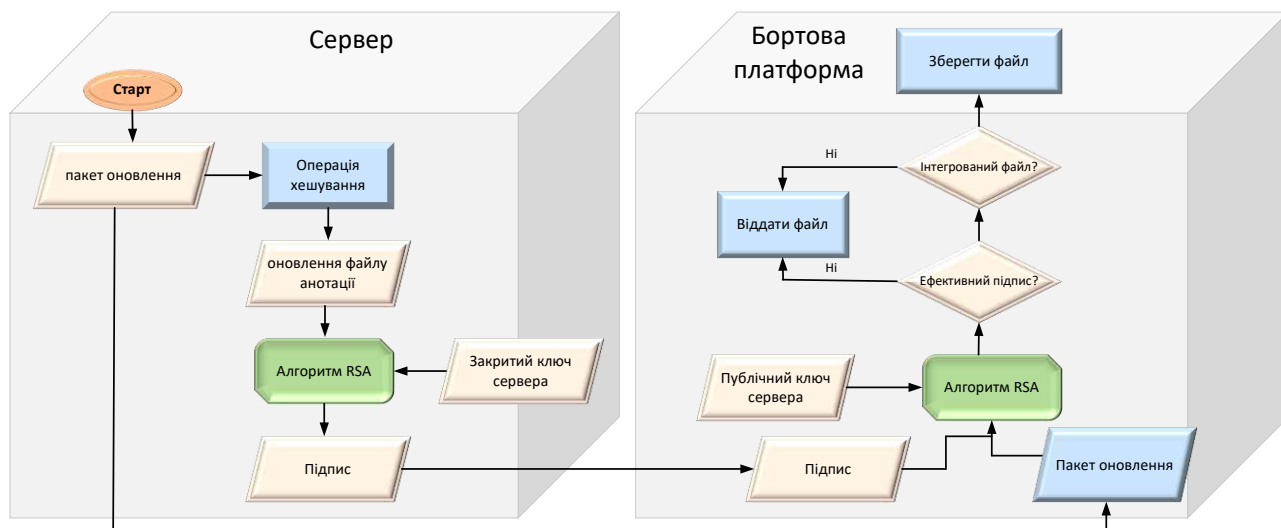 Сервер
Старт
пакет оновлення
Операція
хешування
оновлення файлу
анотації
Алгоритм RSA
Закритий ключ
сервера
Підпис
Бортова
платформа
Зберегти файл
Ні
Інтегрований файл?
Віддати файл
Ні
Ефективний підпис?
Публічний ключ
сервера
Алгоритм RSA
Підпис
Пакет оновлення